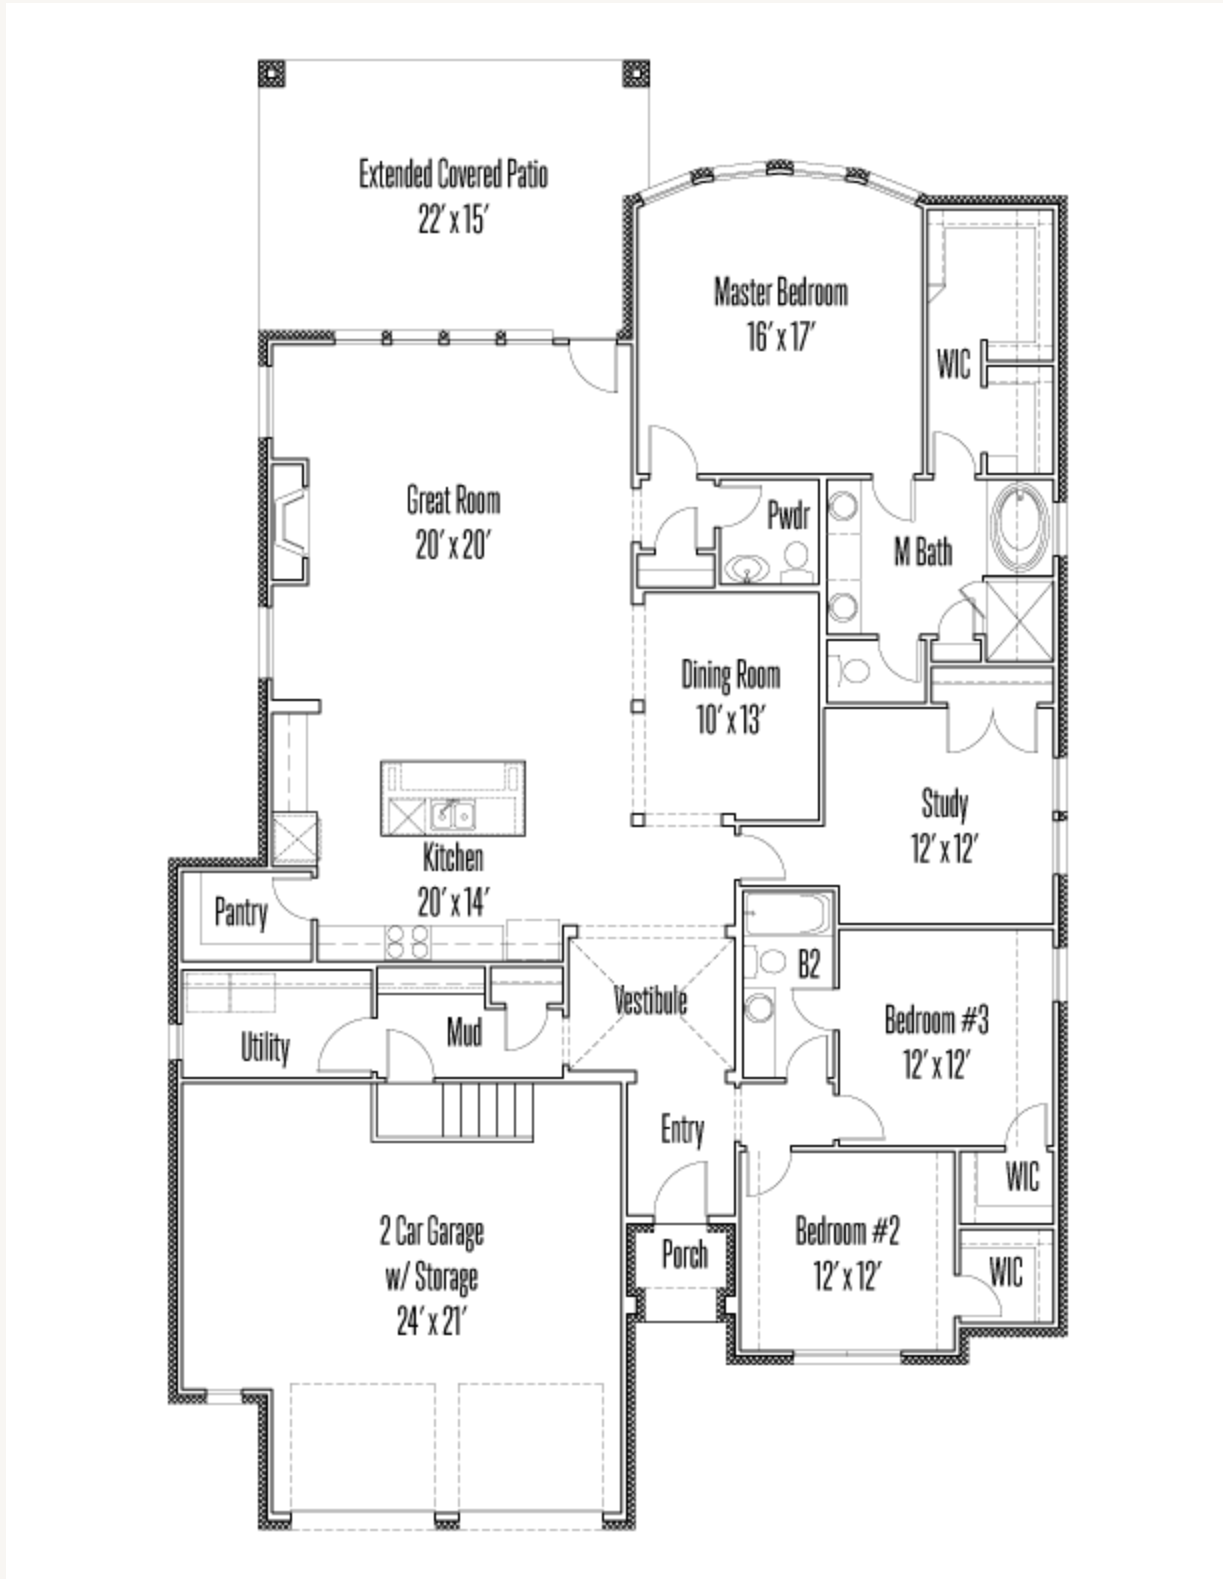 Extended Covered Patio
22' x 15'
Master Bedroom
16' x 17'
WIC
Great Room
20' x 20'
Pwdr
M Bath
Dining Room
10' x 13'
Study
12' x 12'
Kitchen
20' x 14'
Pantry
B2
Vestibule
Bedroom #3
12' x 12'
Utility
Mud
Entry
WIC
2 Car Garage
w/ Storage
24' x 21'
Porch
Bedroom #2
12' x 12'
WIC